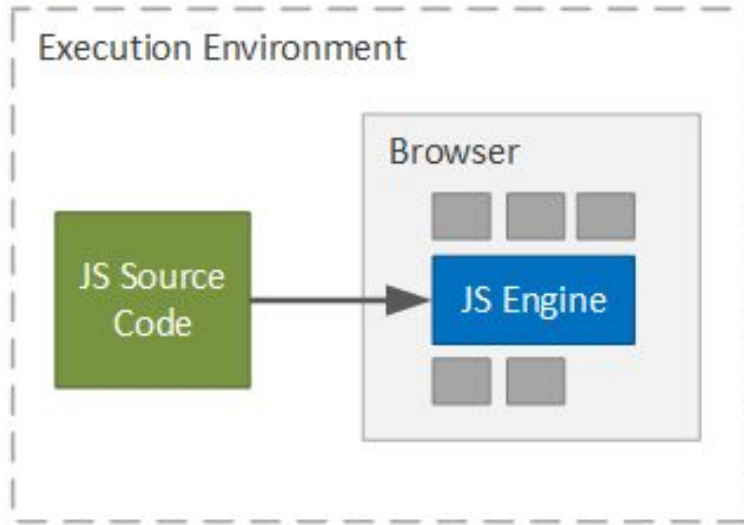 Execution Environment
Browser
JS Source
Code
JS Engine